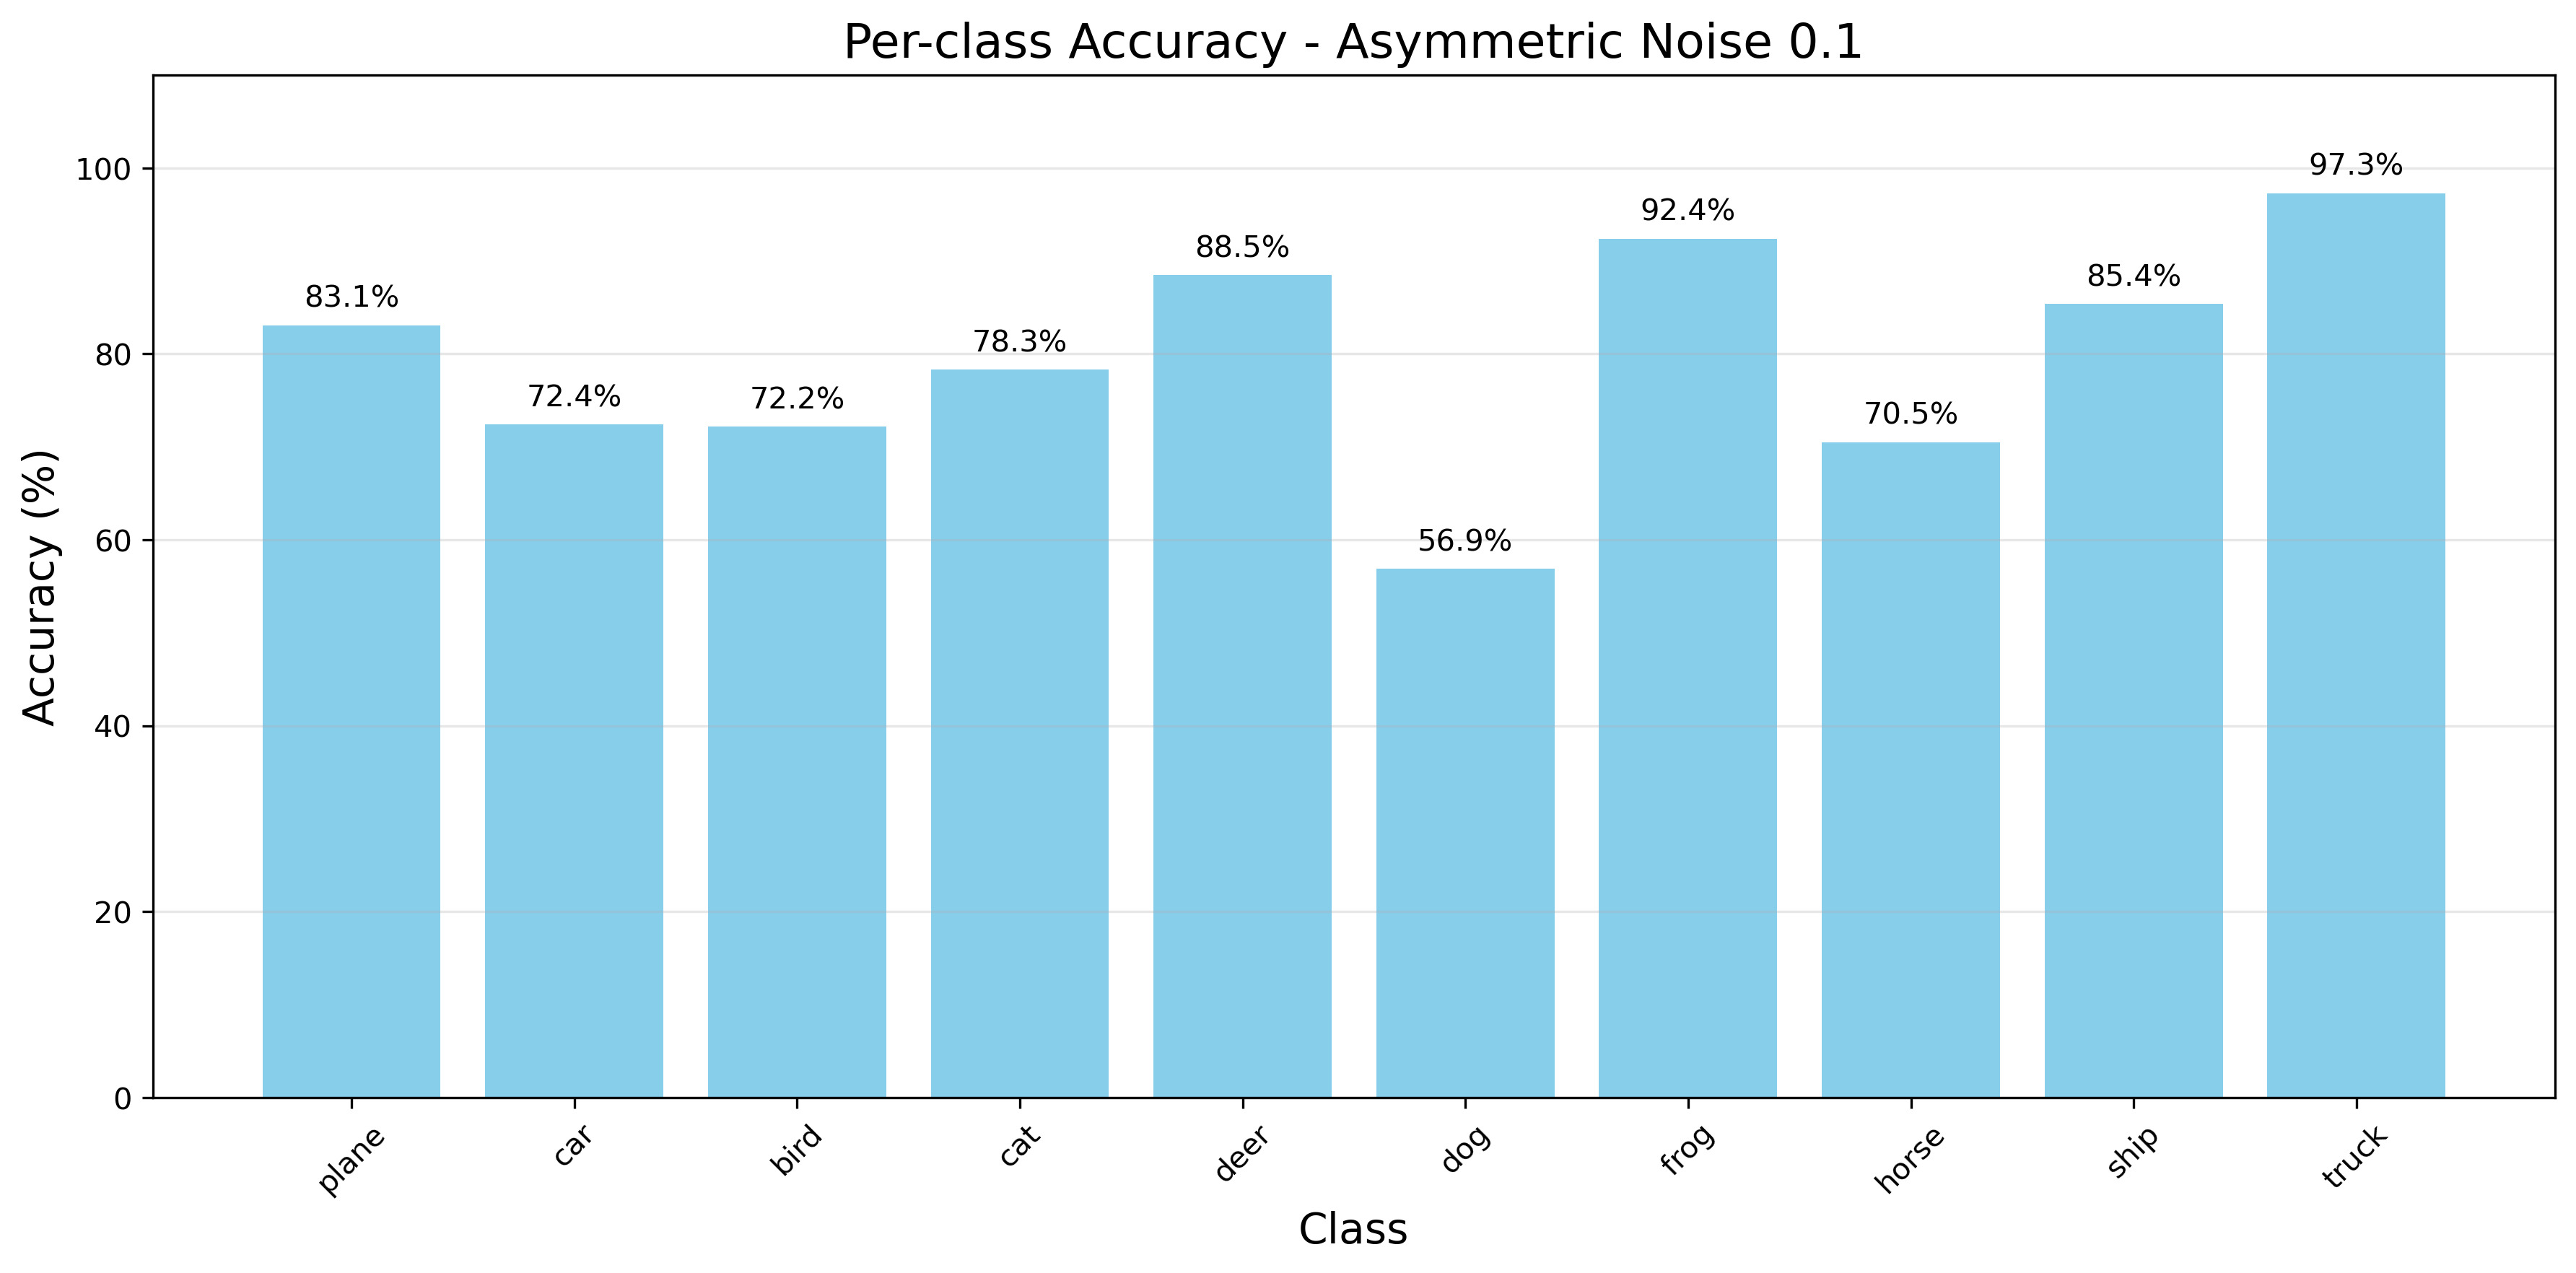 Per-class Accuracy - Asymmetric Noise 0.1
Accuracy (%)
100
80
60
40
20
0
83.1%
72.4%
72.2%
78.3%
88.5%
56.9%
92.4%
70.5%
85.4%
97.3%
plane
car
bird
cat
deer
dog
frog
horse
ship
truck
Class